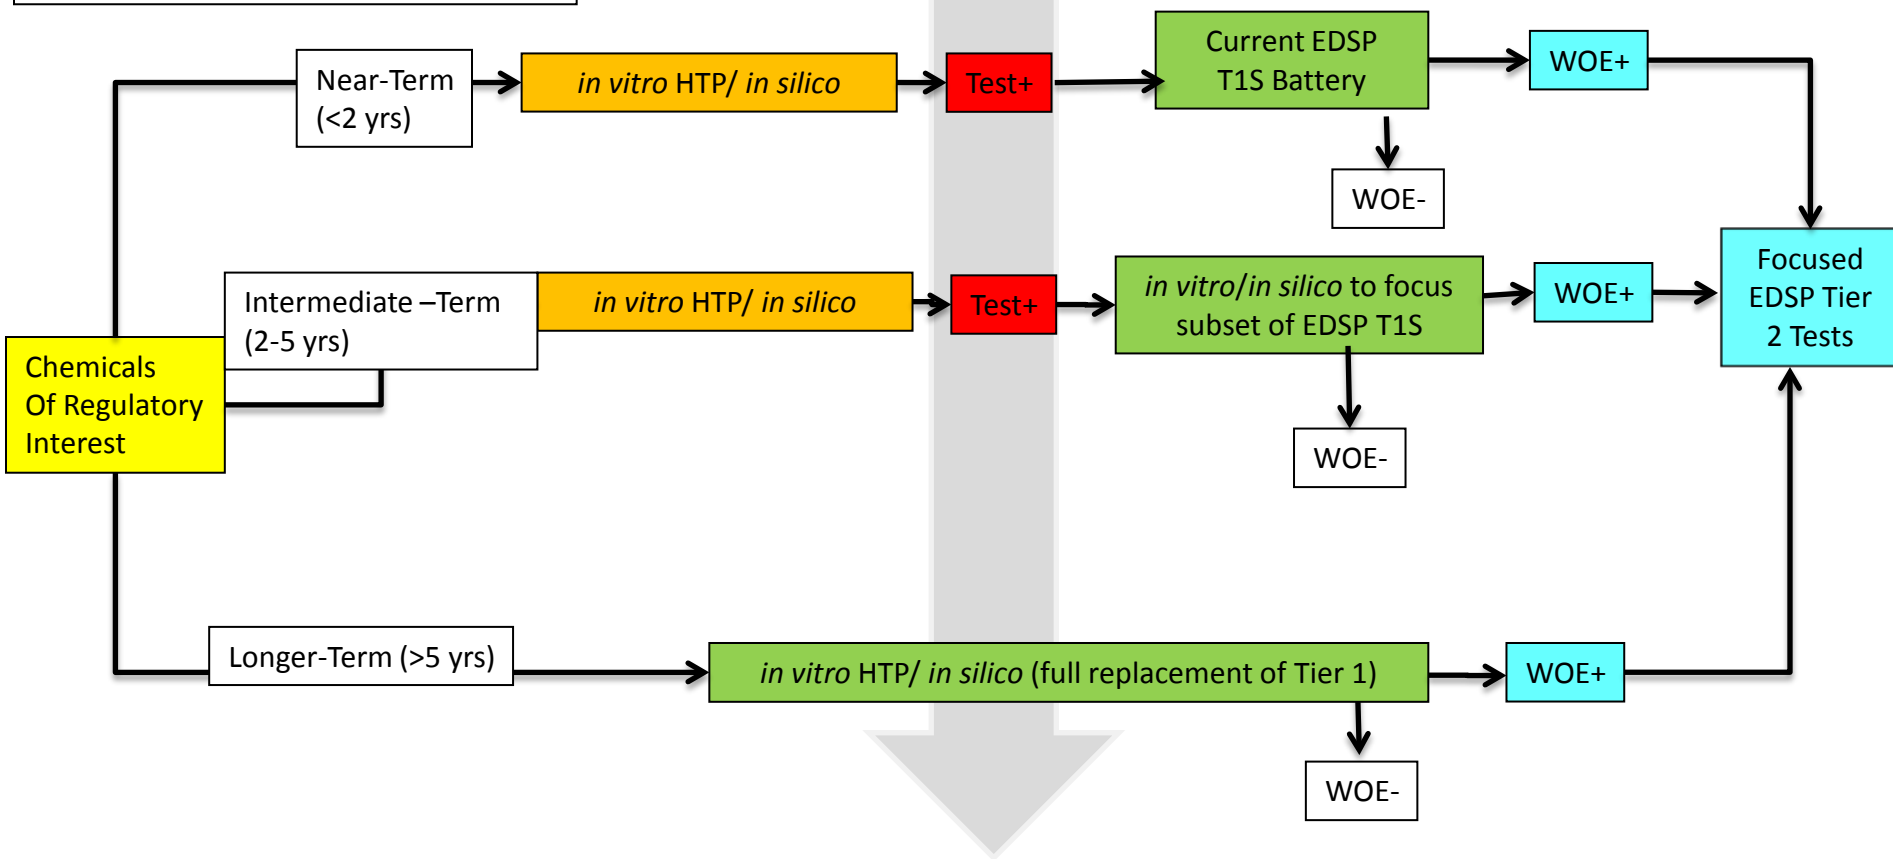 Near-Term
(<2 yrs)
in vitro HTP/ in silico
Test+
Current EDSP
T1S Battery
WOE+
WOE-
Intermediate –Term
(2-5 yrs)
in vitro HTP/ in silico
Test+
in vitro/in silico to focus
subset of EDSP T1S
WOE+
Focused
EDSP Tier
2 Tests
Chemicals
Of Regulatory
Interest
WOE-
Longer-Term (>5 yrs)
in vitro HTP/ in silico (full replacement of Tier 1)
WOE+
WOE-